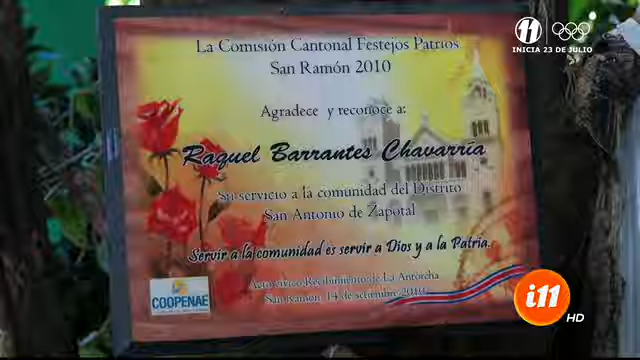 11
INICIA 23 DE JULIO
La Comisión Cantonal Festejos Patrios
San Ramón 2010
Agradece y reconoce a:
Raquel Barrantes Chavarría
Su servicio a la comunidad del Distrito
San Antonio de Zapotal
Servir a la comunidad es servir a Dios y a la Patria.
Acto cívico Recibimiento de La Antorcha
San Ramón, 14 de setiembre 2010
COOPENAE
i11
HD